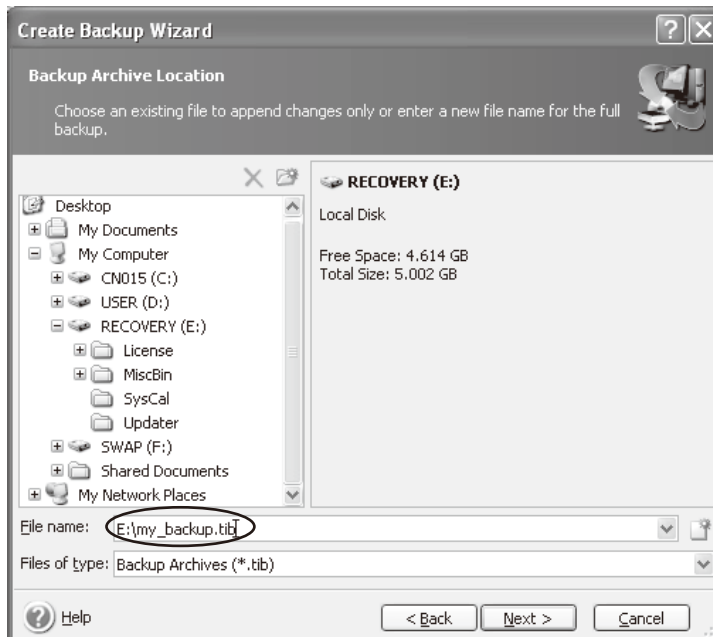 Create Backup Wizard
Backup Archive Location
Choose an existing file to append changes only or enter a new file name for the full
backup.
Desktop
My Documents
My Computer
CN015 (C:)
USER (D:)
RECOVERY (E:)
License
MiscBin
SysCal
Updater
SWAP (F:)
Shared Documents
My Network Places
RECOVERY (E:)
Local Disk
Free Space: 4.614 GB
Total Size: 5.002 GB
File name: E:\my_backup.tib
Files of type: Backup Archives (*.tib)
Help
< Back
Next >
Cancel